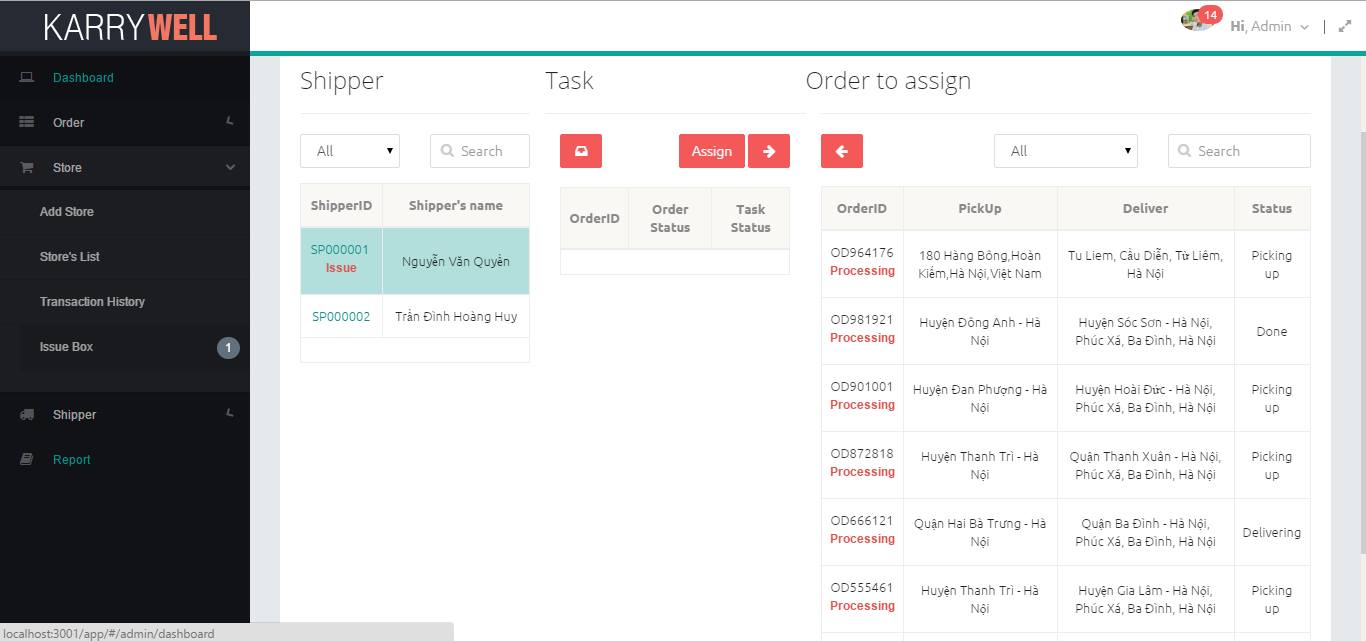 KARRYWELL
14
Hi, Admin
Dashboard
Order
Store
Add Store
Store's List
Transaction History
Issue Box
1
Shipper
Report
Shipper
All
Search
ShipperID
Shipper's name
SP000001
Issue
Nguyễn Văn Quyền
SP000002
Trần Đình Hoàng Huy
Task
Assign
OrderID
Order
Status
Task
Status
Order to assign
All
Search
OrderID
PickUp
Deliver
Status
OD964176
Processing
180 Hàng Bông,Hoàn
Kiếm,Hà Nội,Việt Nam
Tu Liem, Cầu Diễn, Từ Liêm,
Hà Nội
Picking
up
OD981921
Processing
Huyện Đông Anh - Hà
Nội
Huyện Sóc Sơn - Hà Nội,
Phúc Xá, Ba Đình, Hà Nội
Done
OD901001
Processing
Huyện Đan Phượng - Hà
Nội
Huyện Hoài Đức - Hà Nội,
Phúc Xá, Ba Đình, Hà Nội
Picking
up
OD872818
Processing
Huyện Thanh Trì - Hà
Nội
Quận Thanh Xuân - Hà Nội,
Phúc Xá, Ba Đình, Hà Nội
Picking
up
OD666121
Processing
Quận Hai Bà Trưng - Hà
Nội
Quận Ba Đình - Hà Nội,
Phúc Xá, Ba Đình, Hà Nội
Delivering
OD555461
Processing
Huyện Thanh Trì - Hà
Nội
Huyện Gia Lâm - Hà Nội,
Phúc Xá, Ba Đình, Hà Nội
Picking
up
localhost:3001/app/#/admin/dashboard